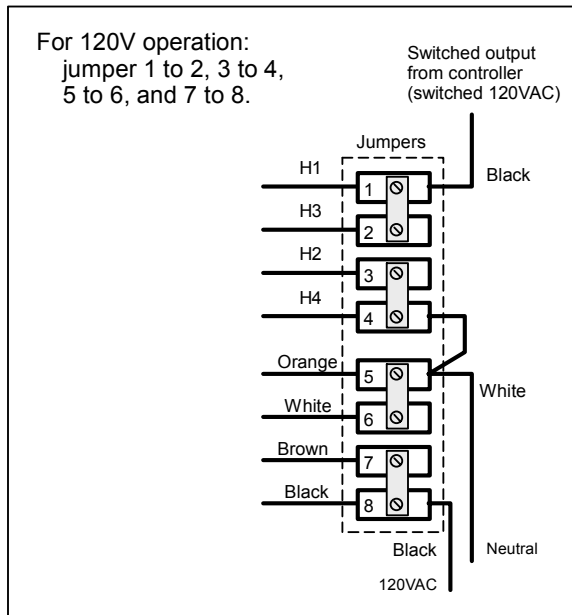 For 120V operation:
jumper 1 to 2, 3 to 4,
5 to 6, and 7 to 8.
Switched output
from controller
(switched 120VAC)
Jumpers
Black
H1
1
H3
2
H2
3
H4
4
Orange
5
White
White
6
Brown
7
Black
8
Black
Neutral
120VAC